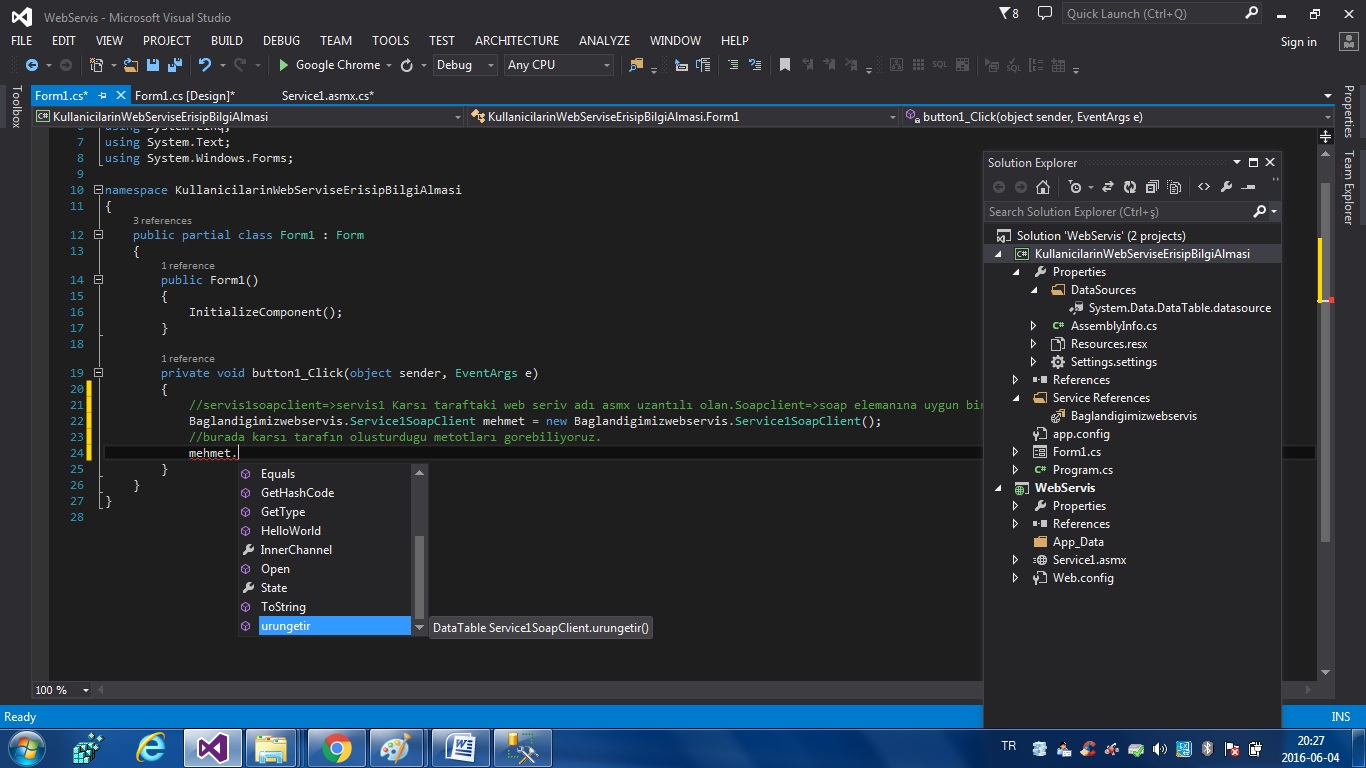 WebServis - Microsoft Visual Studio
8
Quick Launch (Ctrl+Q)
FILE EDIT VIEW PROJECT BUILD DEBUG TEAM TOOLS TEST ARCHITECTURE ANALYZE WINDOW HELP
Sign in
Google Chrome Debug Any CPU
Toolbox
Form1.cs* Form1.cs [Design]* Service1.asmx.cs*
KullanicilarinWebServiseErisipBilgiAlmasi KullanicilarinWebServiseErisipBilgiAlmasi.Form1 button1_Click(object sender, EventArgs e)
6 using System.Linq;
7 using System.Text;
8 using System.Windows.Forms;
9
10 namespace KullanicilarinWebServiseErisipBilgiAlmasi
11 {
3 references
12 public partial class Form1 : Form
13 {
1 reference
14 public Form1()
15 {
16 InitializeComponent();
17 }
18
1 reference
19 private void button1_Click(object sender, EventArgs e)
20 {
21 //servis1soapclient=>servis1 Karsı taraftaki web seriv adı asmx uzantılı olan.Soapclient=>soap elemanına uygun bir
22 Baglandigimizwebservis.Service1SoapClient mehmet = new Baglandigimizwebservis.Service1SoapClient();
23 //burada karsı tarafın olusturdugu metotları gorebiliyoruz.
24 mehmet.
25 }
26 }
27 }
28
Equals
GetHashCode
GetType
HelloWorld
InnerChannel
Open
State
ToString
urungetir
DataTable Service1SoapClient.urungetir()
Solution Explorer
Search Solution Explorer (Ctrl+ş)
Solution 'WebServis' (2 projects)
KullanicilarinWebServiseErisipBilgiAlmasi
Properties
DataSources
System.Data.DataTable.datasource
AssemblyInfo.cs
Resources.resx
Settings.settings
References
Service References
Baglandigimizwebservis
app.config
Form1.cs
Program.cs
WebServis
Properties
References
App_Data
Service1.asmx
Web.config
Properties
Team Explorer
100 %
Ready
INS
TR
20:27
2016-06-04